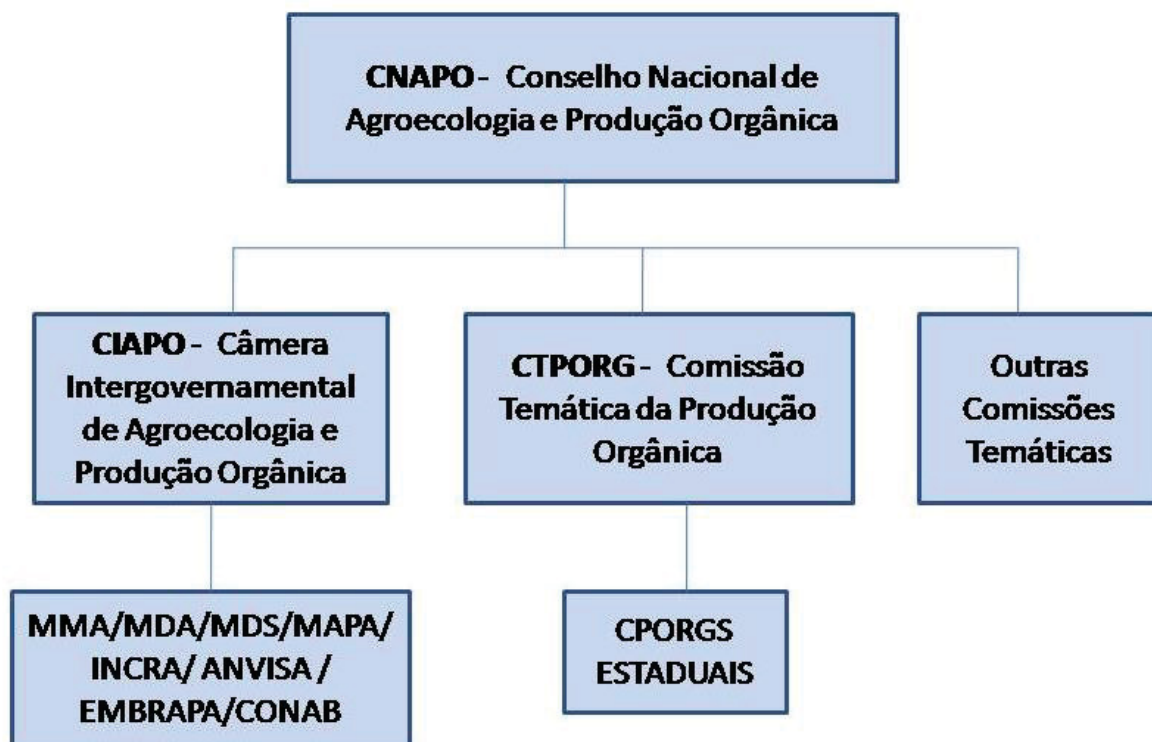 CNAPO - Conselho Nacional de
Agroecologia e Produção Orgânica
CIAPO - Câmera
Intergovernamental
de Agroecologia e
Produção Orgânica
CTPORG - Comissão
Temática da Produção
Orgânica
Outras
Comissões
Temáticas
MMA/MDA/MDS/MAPA/
INCRA/ ANVISA /
EMBRAPA/CONAB
CPORGS
ESTADUAIS